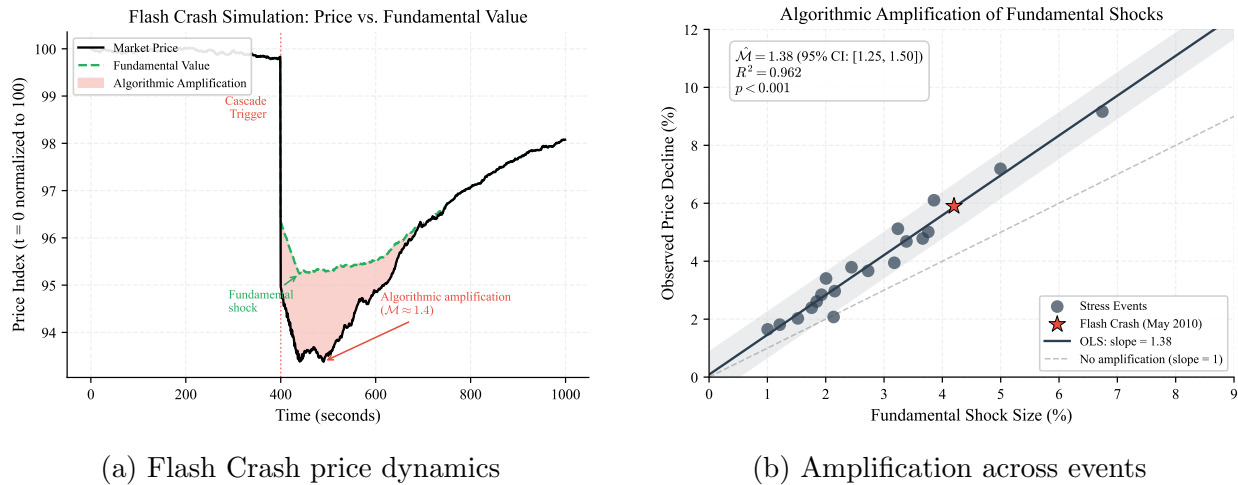 Flash Crash Simulation: Price vs. Fundamental Value
Price Index (t = 0 normalized to 100)
100
99
98
97
96
95
94
Market Price
Fundamental Value
Algorithmic Amplification
Cascade
Trigger
Fundamental
shock
Algorithmic amplification
(ℳ ≈ 1.4)
0
200
400
600
800
1000
Time (seconds)
(a) Flash Crash price dynamics
Algorithmic Amplification of Fundamental Shocks
Observed Price Decline (%)
12
10
8
6
4
2
0
ℳ̂ = 1.38 (95% CI: [1.25, 1.50])
R² = 0.962
p < 0.001
Stress Events
Flash Crash (May 2010)
OLS: slope = 1.38
No amplification (slope = 1)
0
1
2
3
4
5
6
7
8
9
Fundamental Shock Size (%)
(b) Amplification across events